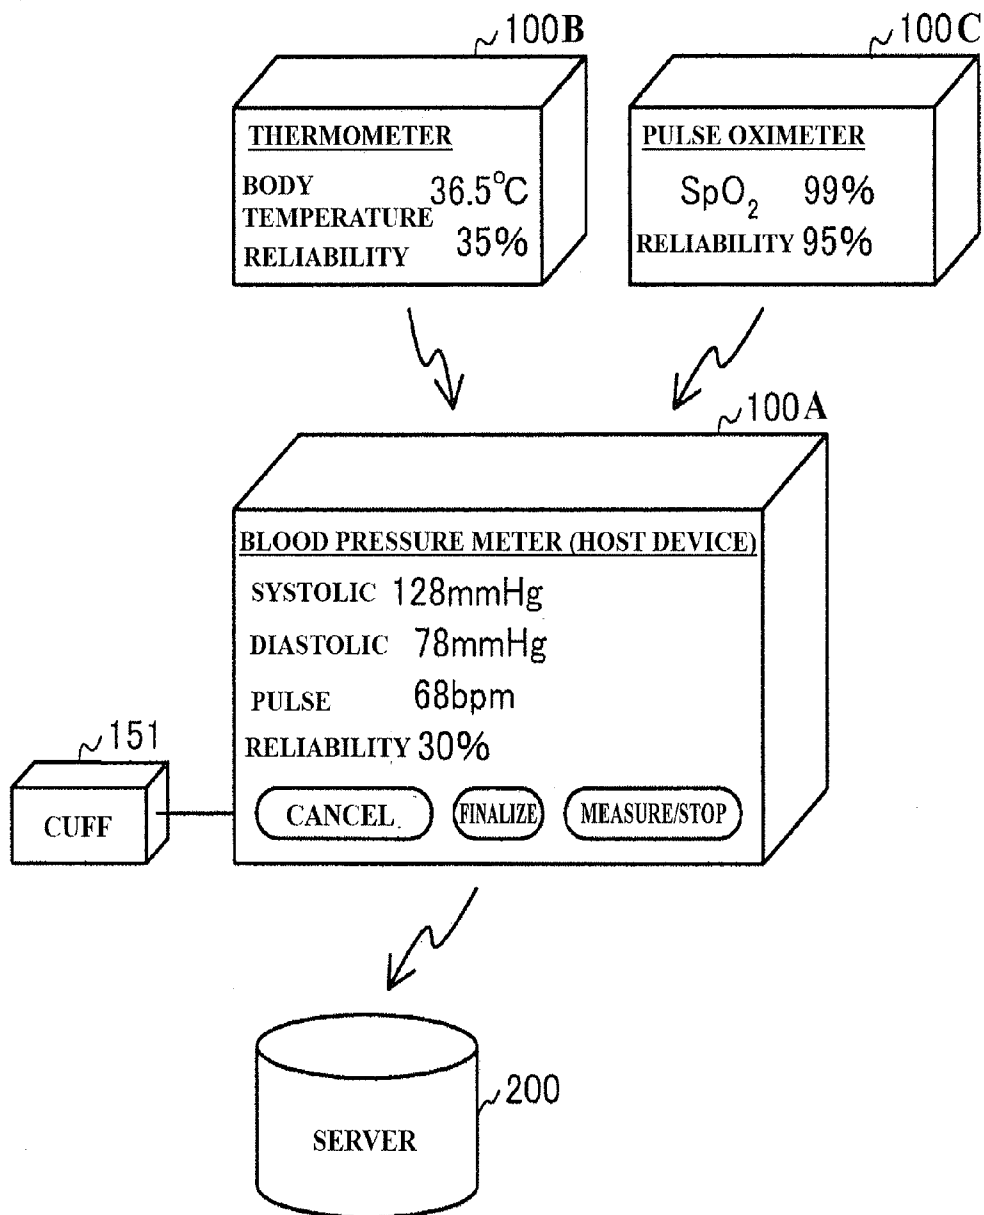 100B
100C
THERMOMETER
BODY
TEMPERATURE
36.5°C
RELIABILITY
35%
PULSE OXIMETER
SpO₂ 99%
RELIABILITY 95%
100A
BLOOD PRESSURE METER (HOST DEVICE)
SYSTOLIC 128mmHg
DIASTOLIC 78mmHg
PULSE 68bpm
RELIABILITY 30%
CANCEL FINALIZE MEASURE/STOP
151
CUFF
200
SERVER